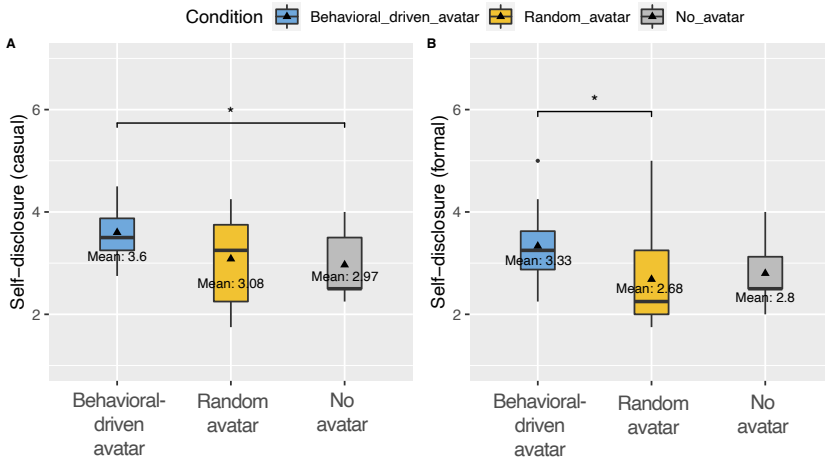 Condition Behavioral_driven_avatar Random_avatar No_avatar
A
Self−disclosure (casual)
6
4
2
*
Mean: 3.6
Mean: 3.08
Mean: 2.97
Behavioral-
driven
avatar
Random
avatar
No
avatar
B
Self−disclosure (formal)
6
4
2
*
Mean: 3.33
Mean: 2.68
Mean: 2.8
Behavioral-
driven
avatar
Random
avatar
No
avatar